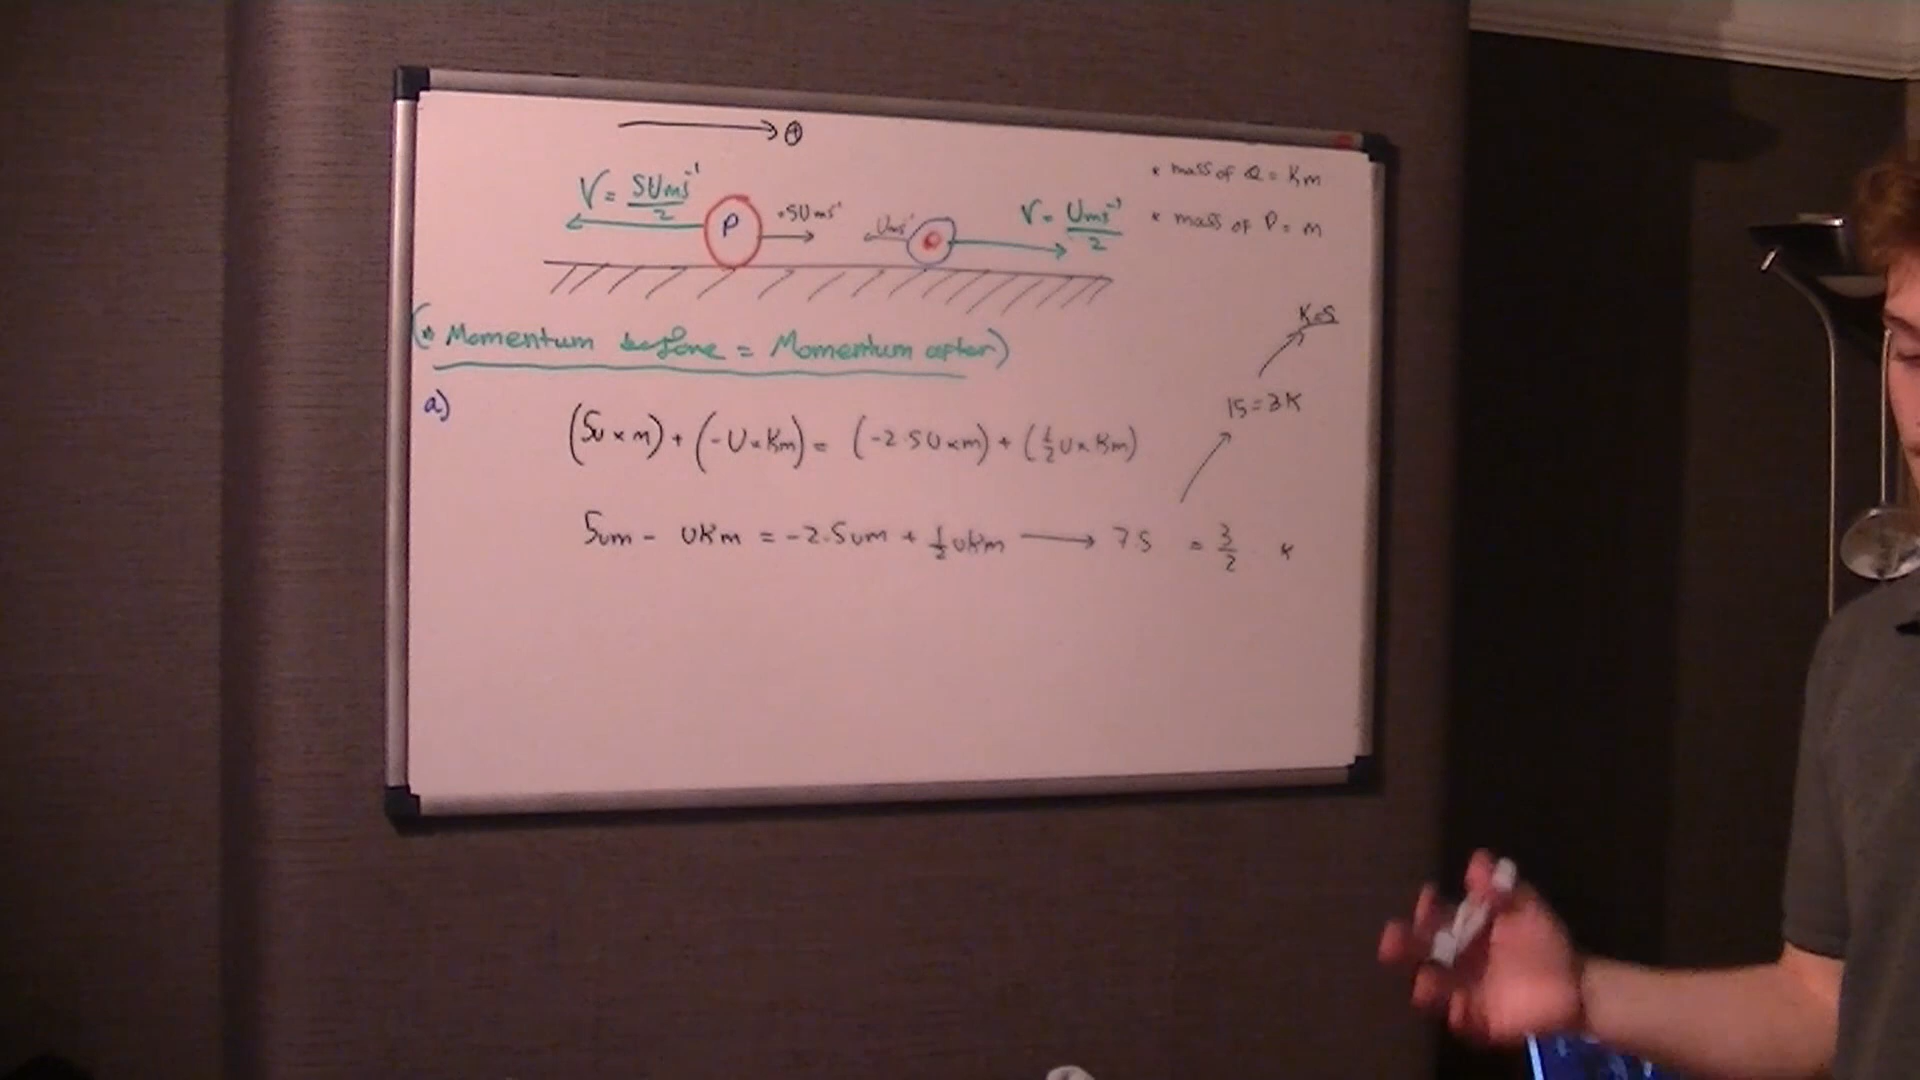 → ⊕
V = 5Ums⁻¹/2
P
5Ums⁻¹
Ums⁻¹
V = Ums⁻¹/2
* mass of Q = Km
* mass of P = m
(* Momentum before = Momentum after)
a)
(5U × m) + (-U × Km) = (-2.5U × m) + (½U × Km)
5um - UKm = -2.5um + ½UKm → 7.5 = 3/2 K
15 = 3K
K=5